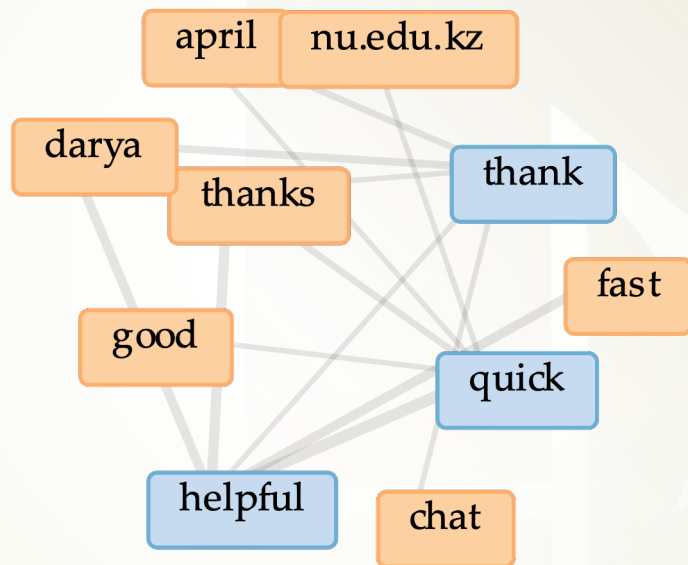 april
nu.edu.kz
darya
thanks
thank
fast
good
quick
helpful
chat